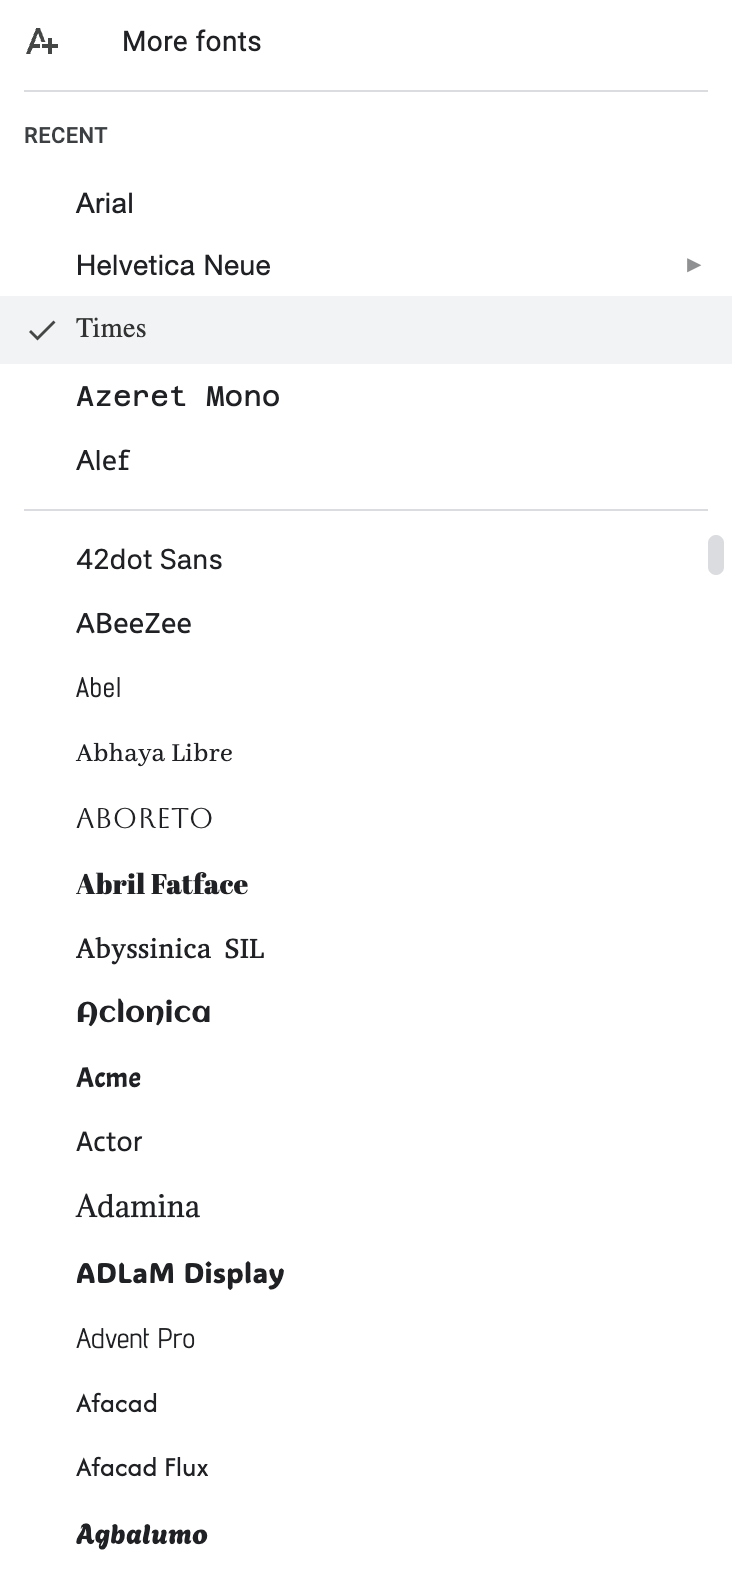 More fonts
RECENT
Arial
Helvetica Neue
Times
Azeret Mono
Alef
42dot Sans
ABeeZee
Abel
Abhaya Libre
ABORETO
Abril Fatface
Abyssinica SIL
Aclonica
Acme
Actor
Adamina
ADLaM Display
Advent Pro
Afacad
Afacad Flux
Agbalumo